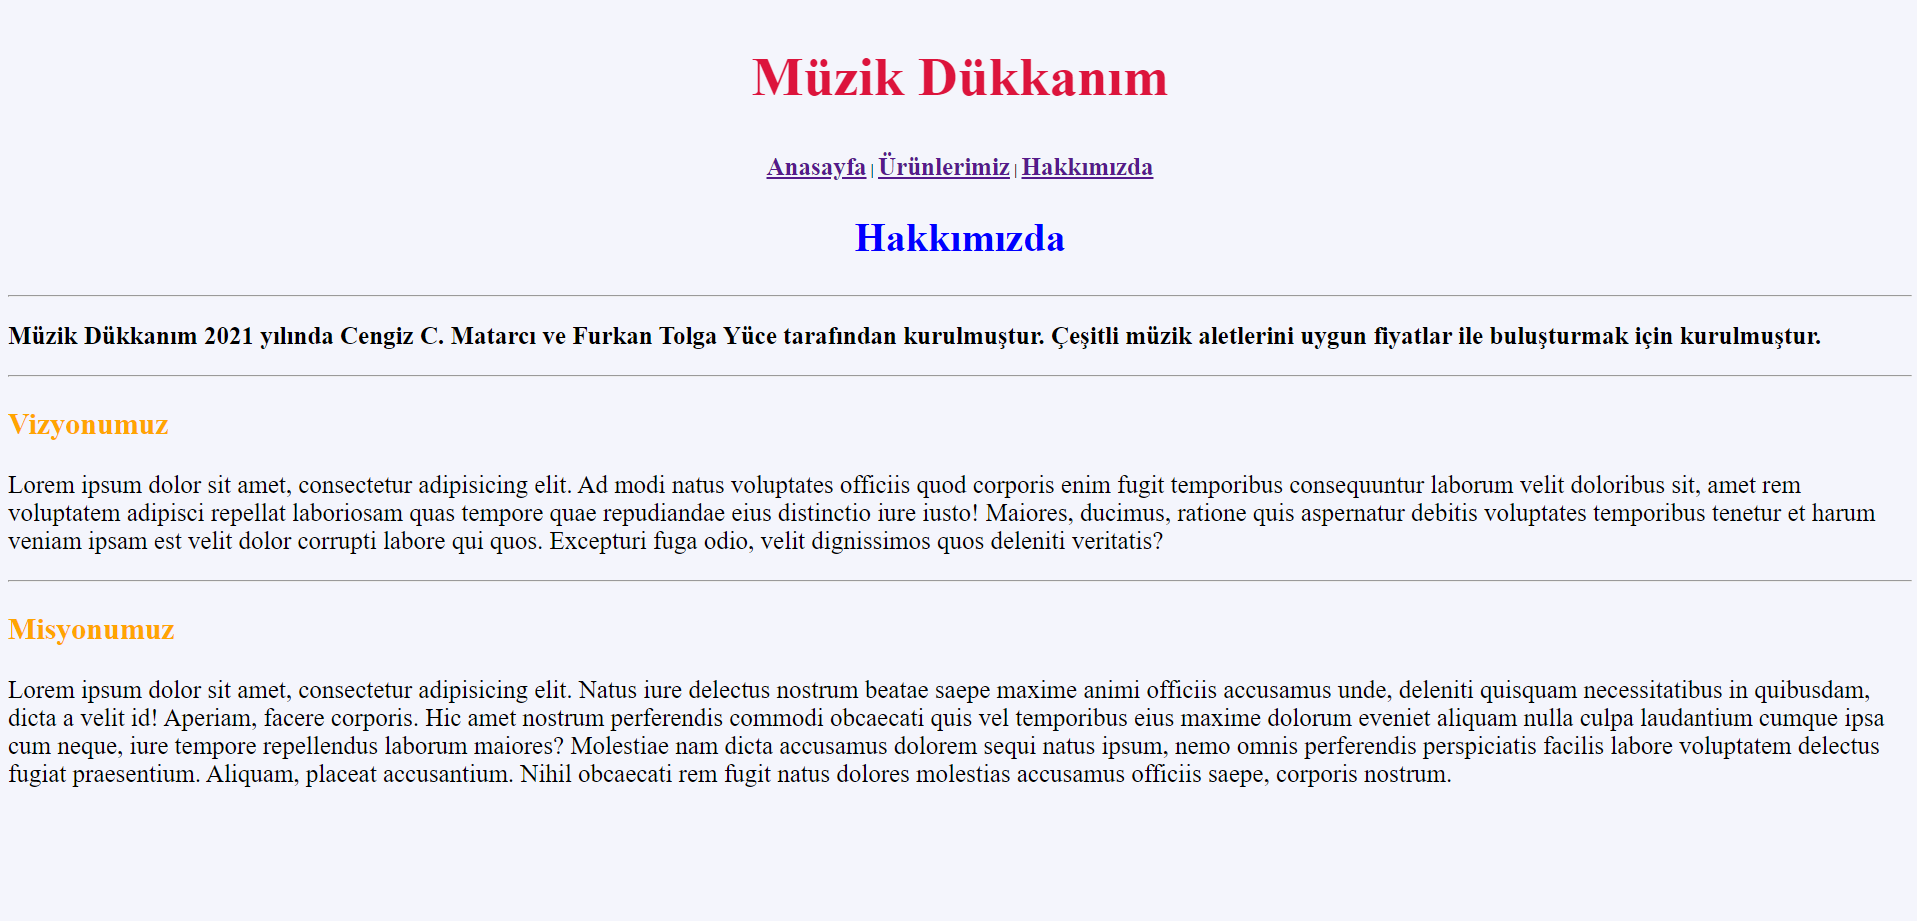 Müzik Dükkanım
Anasayfa | Ürünlerimiz | Hakkımızda
Hakkımızda
Müzik Dükkanım 2021 yılında Cengiz C. Matarcı ve Furkan Tolga Yüce tarafından kurulmuştur. Çeşitli müzik aletlerini uygun fiyatlar ile buluşturmak için kurulmuştur.
Vizyonumuz
Lorem ipsum dolor sit amet, consectetur adipisicing elit. Ad modi natus voluptates officiis quod corporis enim fugit temporibus consequuntur laborum velit doloribus sit, amet rem
voluptatem adipisci repellat laboriosam quas tempore quae repudiandae eius distinctio iure iusto! Maiores, ducimus, ratione quis aspernatur debitis voluptates temporibus tenetur et harum
veniam ipsam est velit dolor corrupti labore qui quos. Excepturi fuga odio, velit dignissimos quos deleniti veritatis?
Misyonumuz
Lorem ipsum dolor sit amet, consectetur adipisicing elit. Natus iure delectus nostrum beatae saepe maxime animi officiis accusamus unde, deleniti quisquam necessitatibus in quibusdam,
dicta a velit id! Aperiam, facere corporis. Hic amet nostrum perferendis commodi obcaecati quis vel temporibus eius maxime dolorum eveniet aliquam nulla culpa laudantium cumque ipsa
cum neque, iure tempore repellendus laborum maiores? Molestiae nam dicta accusamus dolorem sequi natus ipsum, nemo omnis perferendis perspiciatis facilis labore voluptatem delectus
fugiat praesentium. Aliquam, placeat accusantium. Nihil obcaecati rem fugit natus dolores molestias accusamus officiis saepe, corporis nostrum.